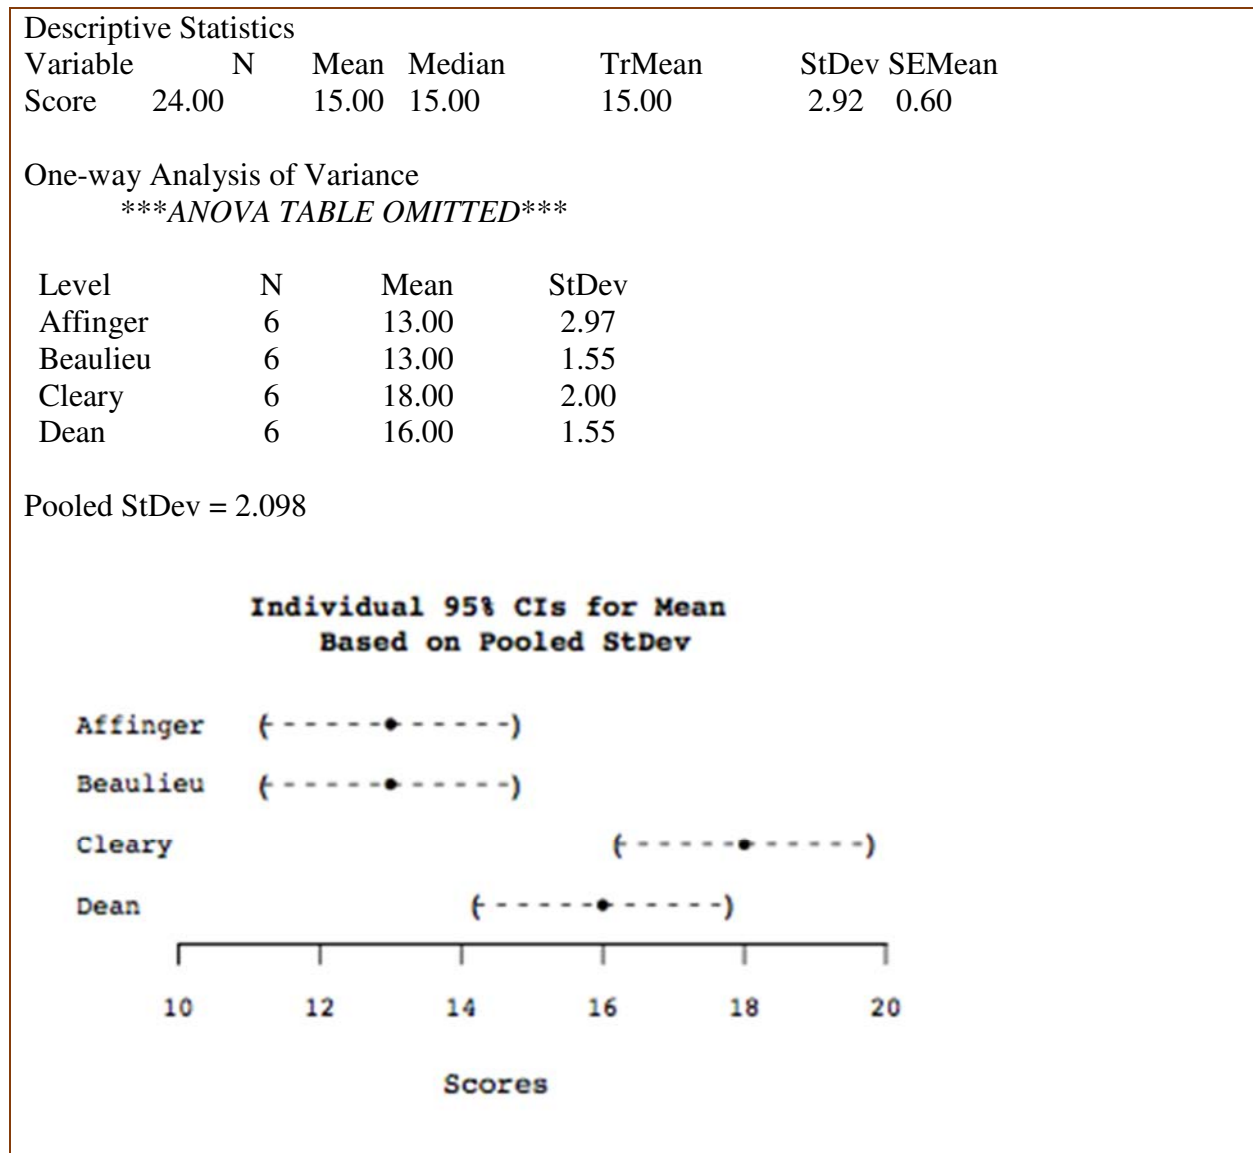 Descriptive Statistics
Variable N Mean Median TrMean StDev SEMean
Score 24.00 15.00 15.00 15.00 2.92 0.60
One-way Analysis of Variance
***ANOVA TABLE OMITTED***
Level N Mean StDev
Affinger 6 13.00 2.97
Beaulieu 6 13.00 1.55
Cleary 6 18.00 2.00
Dean 6 16.00 1.55
Pooled StDev = 2.098
Individual 95% CIs for Mean
Based on Pooled StDev
Affinger
Beaulieu
Cleary
Dean
10 12 14 16 18 20
Scores